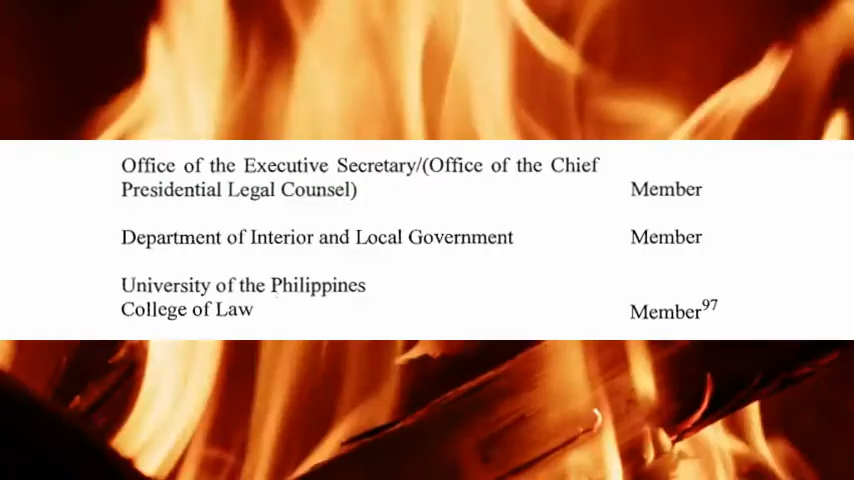 Office of the Executive Secretary/(Office of the Chief
Presidential Legal Counsel) Member
Department of Interior and Local Government Member
University of the Philippines
College of Law Member97